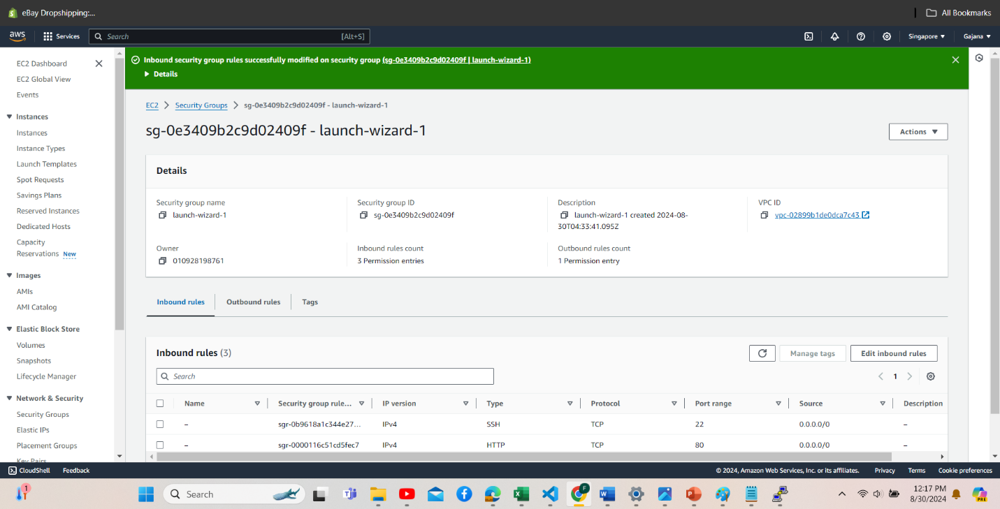 eBay Dropshipping:...
All Bookmarks
aws
Services
Search [Alt+S]
Singapore
Gajana
EC2 Dashboard
EC2 Global View
Events
Instances
Instances
Instance Types
Launch Templates
Spot Requests
Savings Plans
Reserved Instances
Dedicated Hosts
Capacity
Reservations New
Images
AMIs
AMI Catalog
Elastic Block Store
Volumes
Snapshots
Lifecycle Manager
Network & Security
Security Groups
Elastic IPs
Placement Groups
Key Pairs
Inbound security group rules successfully modified on security group (sg-0e3409b2c9d02409f | launch-wizard-1)
Details
EC2 > Security Groups > sg-0e3409b2c9d02409f - launch-wizard-1
sg-0e3409b2c9d02409f - launch-wizard-1
Actions
Details
Security group name
launch-wizard-1
Security group ID
sg-0e3409b2c9d02409f
Description
launch-wizard-1 created 2024-08-
30T04:33:41.095Z
VPC ID
vpc-02899b1de0dca7c43
Owner
010928198761
Inbound rules count
3 Permission entries
Outbound rules count
1 Permission entry
Inbound rules
Outbound rules
Tags
Inbound rules (3)
Manage tags
Edit inbound rules
Search
1
Name Security group rule... IP version Type Protocol Port range Source Description
– sgr-0b9618a1c344e27... IPv4 SSH TCP 22 0.0.0.0/0 –
– sgr-0000116c51cd5fec7 IPv4 HTTP TCP 80 0.0.0.0/0 –
CloudShell
Feedback
© 2024, Amazon Web Services, Inc. or its affiliates.
Privacy
Terms
Cookie preferences
1
Search
F
12:17 PM
8/30/2024
PRE